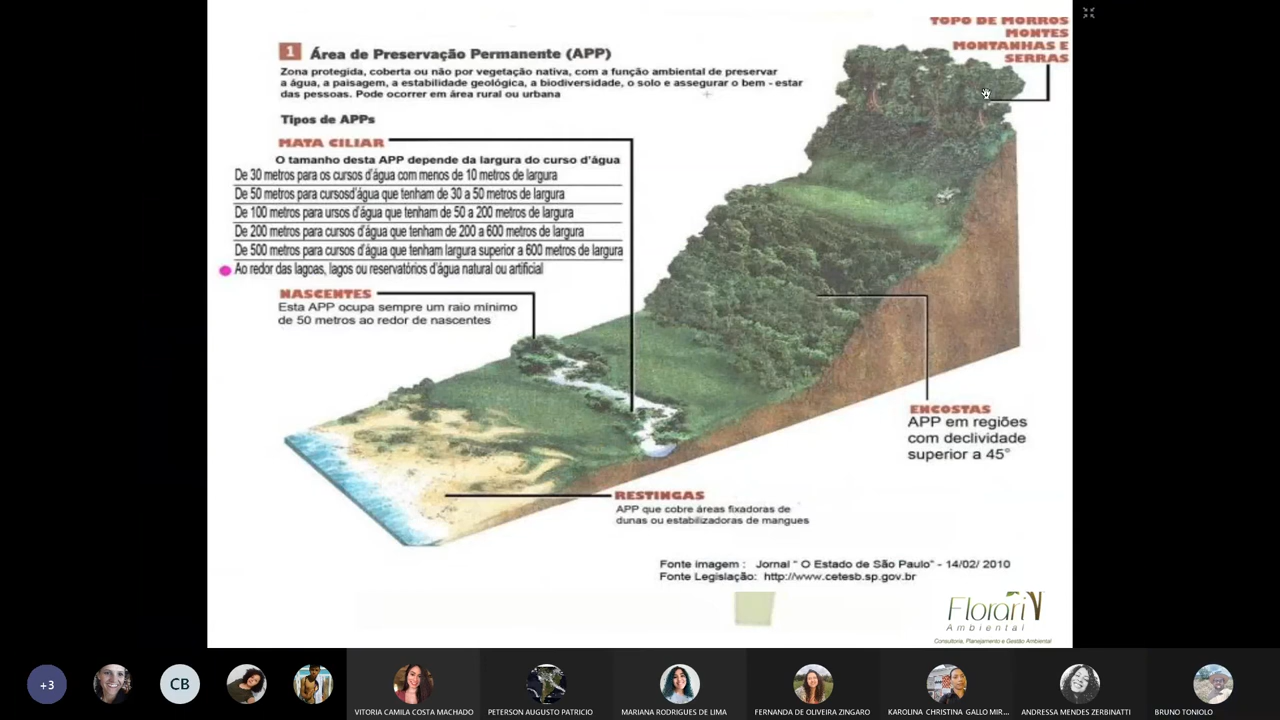 TOPO DE MORROS
MONTES
MONTANHAS E
SERRAS
1 Área de Preservação Permanente (APP)
Zona protegida, coberta ou não por vegetação nativa, com a função ambiental de preservar
a água, a paisagem, a estabilidade geológica, a biodiversidade, o solo e assegurar o bem - estar
das pessoas. Pode ocorrer em área rural ou urbana
Tipos de APPs
MATA CILIAR
O tamanho desta APP depende da largura do curso d'água
De 30 metros para os cursos d'água com menos de 10 metros de largura
De 50 metros para cursosd'água que tenham de 30 a 50 metros de largura
De 100 metros para ursos d'água que tenham de 50 a 200 metros de largura
De 200 metros para cursos d'água que tenham de 200 a 600 metros de largura
De 500 metros para cursos d'água que tenham largura superior a 600 metros de largura
Ao redor das lagoas, lagos ou reservatórios d'água natural ou artificial
NASCENTES
Esta APP ocupa sempre um raio mínimo
de 50 metros ao redor de nascentes
ENCOSTAS
APP em regiões
com declividade
superior a 45°
RESTINGAS
APP que cobre áreas fixadoras de
dunas ou estabilizadoras de mangues
Fonte imagem : Jornal " O Estado de São Paulo" - 14/02/ 2010
Fonte Legislação: http://www.cetesb.sp.gov.br
Florari
Ambiental
Consultoria, Planejamento e Gestão Ambiental
+3
CB
VITORIA CAMILA COSTA MACHADO
PETERSON AUGUSTO PATRICIO
MARIANA RODRIGUES DE LIMA
FERNANDA DE OLIVEIRA ZINGARO
KAROLINA CHRISTINA GALLO MIR...
ANDRESSA MENDES ZERBINATTI
BRUNO TONIOLO